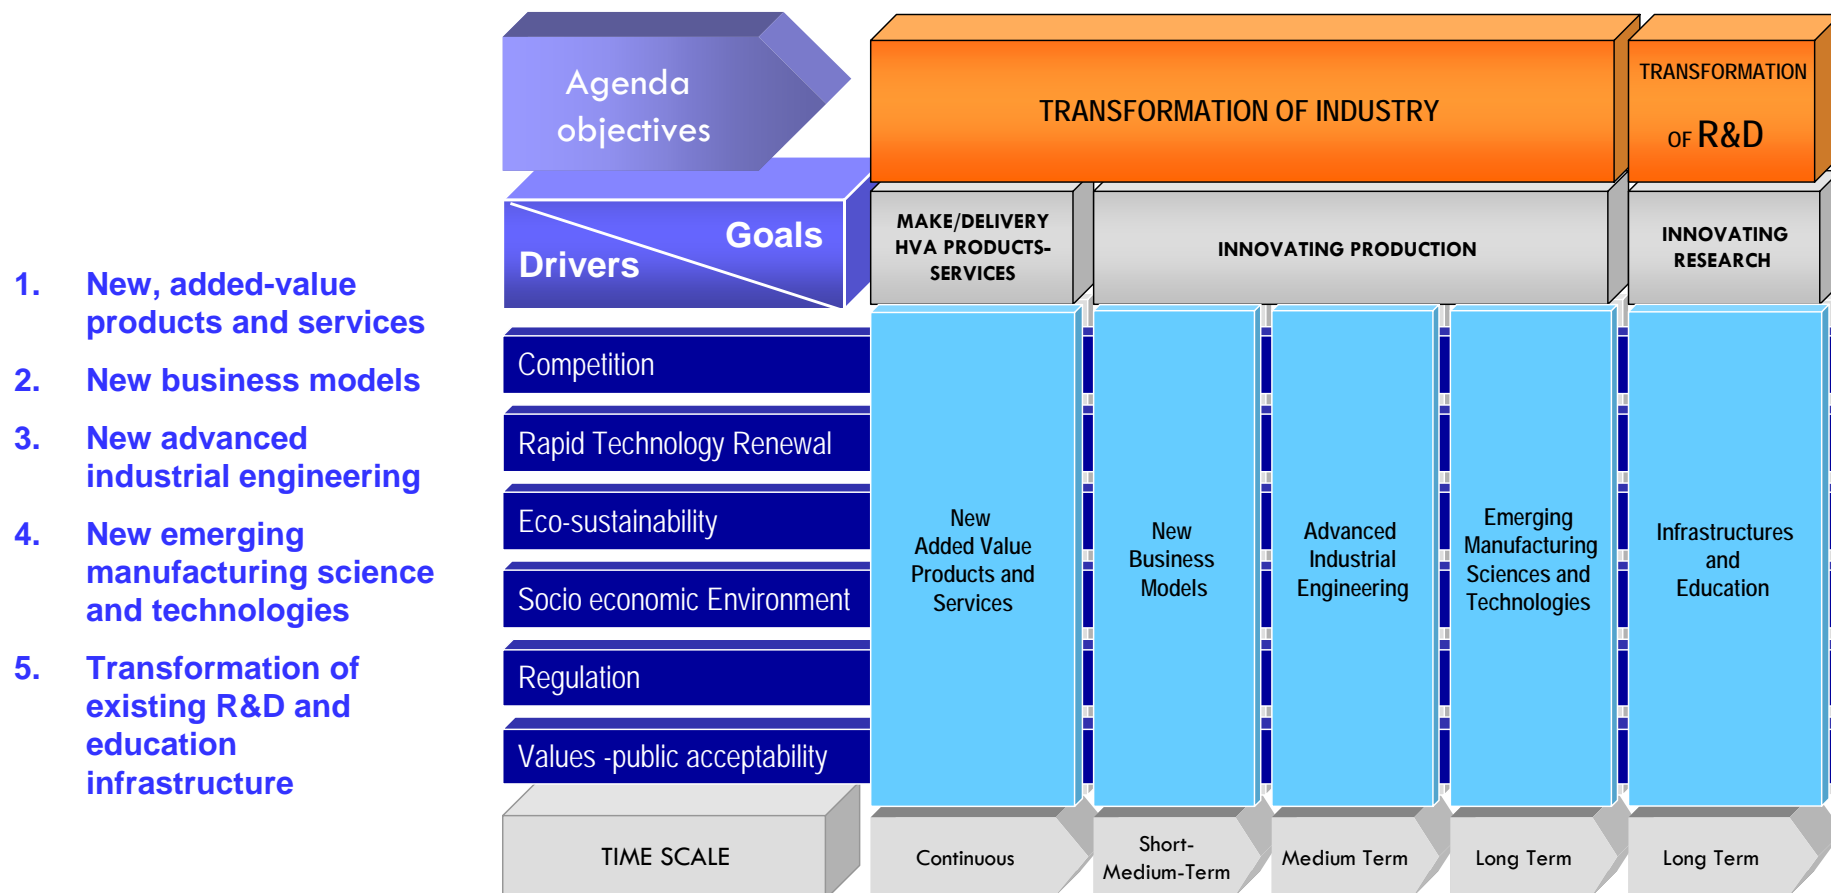 1. New, added-value
products and services
2. New business models
3. New advanced
industrial engineering
4. New emerging
manufacturing science
and technologies
5. Transformation of
existing R&D and
education
infrastructure
Agenda
objectives
TRANSFORMATION OF INDUSTRY
TRANSFORMATION
OF R&D
Goals
Drivers
MAKE/DELIVERY
HVA PRODUCTS-
SERVICES
INNOVATING PRODUCTION
INNOVATING
RESEARCH
Competition
Rapid Technology Renewal
Eco-sustainability
Socio economic Environment
Regulation
Values -public acceptability
New
Added Value
Products and
Services
New
Business
Models
Advanced
Industrial
Engineering
Emerging
Manufacturing
Sciences and
Technologies
Infrastructures
and
Education
TIME SCALE
Continuous
Short-
Medium-Term
Medium Term
Long Term
Long Term